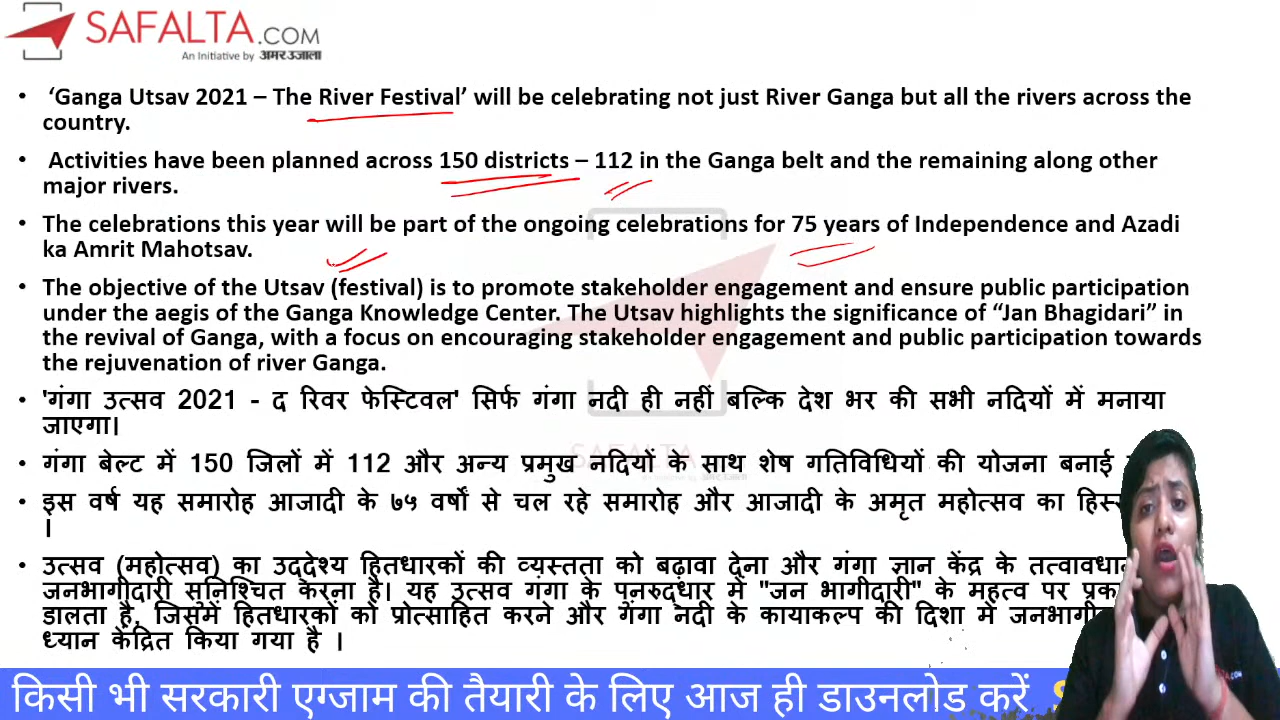 SAFALTA.COM
An Initiative by अमर उजाला
• ‘Ganga Utsav 2021 – The River Festival’ will be celebrating not just River Ganga but all the rivers across the
country.
• Activities have been planned across 150 districts – 112 in the Ganga belt and the remaining along other
major rivers.
• The celebrations this year will be part of the ongoing celebrations for 75 years of Independence and Azadi
ka Amrit Mahotsav.
• The objective of the Utsav (festival) is to promote stakeholder engagement and ensure public participation
under the aegis of the Ganga Knowledge Center. The Utsav highlights the significance of “Jan Bhagidari” in
the revival of Ganga, with a focus on encouraging stakeholder engagement and public participation towards
the rejuvenation of river Ganga.
• 'गंगा उत्सव 2021 - द रिवर फेस्टिवल' सिर्फ गंगा नदी ही नहीं बल्कि देश भर की सभी नदियों में मनाया
जाएगा।
• गंगा बेल्ट में 150 जिलों में 112 और अन्य प्रमुख नदियों के साथ शेष गतिविधियों की योजना बनाई
• इस वर्ष यह समारोह आजादी के ७५ वर्षों से चल रहे समारोह और आजादी के अमृत महोत्सव का
।
• उत्सव (महोत्सव) का उद्देश्य हितधारकों की व्यस्तता को बढ़ावा देना और गंगा ज्ञान केंद्र के
जनभागीदारी सुनिश्चित करना है। यह उत्सव गंगा के पुनरुद्धार में "जन भागीदारी" के महत्व पर
डालता है, जिसमें हितधारकों को प्रोत्साहित करने और गंगा नदी के कायाकल्प की दिशा में
ध्यान केंद्रित किया गया है ।
SAFALTA
SAFALTA.COM
किसी भी सरकारी एग्जाम की तैयारी के लिए आज ही डाउनलोड करें